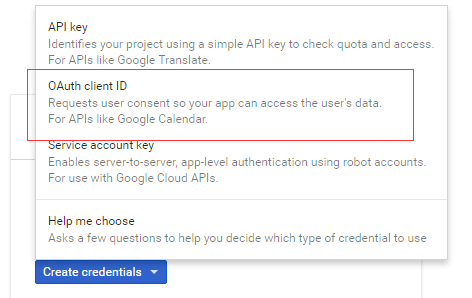 API key
Identifies your project using a simple API key to check quota and access.
For APIs like Google Translate.
OAuth client ID
Requests user consent so your app can access the user's data.
For APIs like Google Calendar.
Service account key
Enables server-to-server, app-level authentication using robot accounts.
For use with Google Cloud APIs.
Help me choose
Asks a few questions to help you decide which type of credential to use
Create credentials